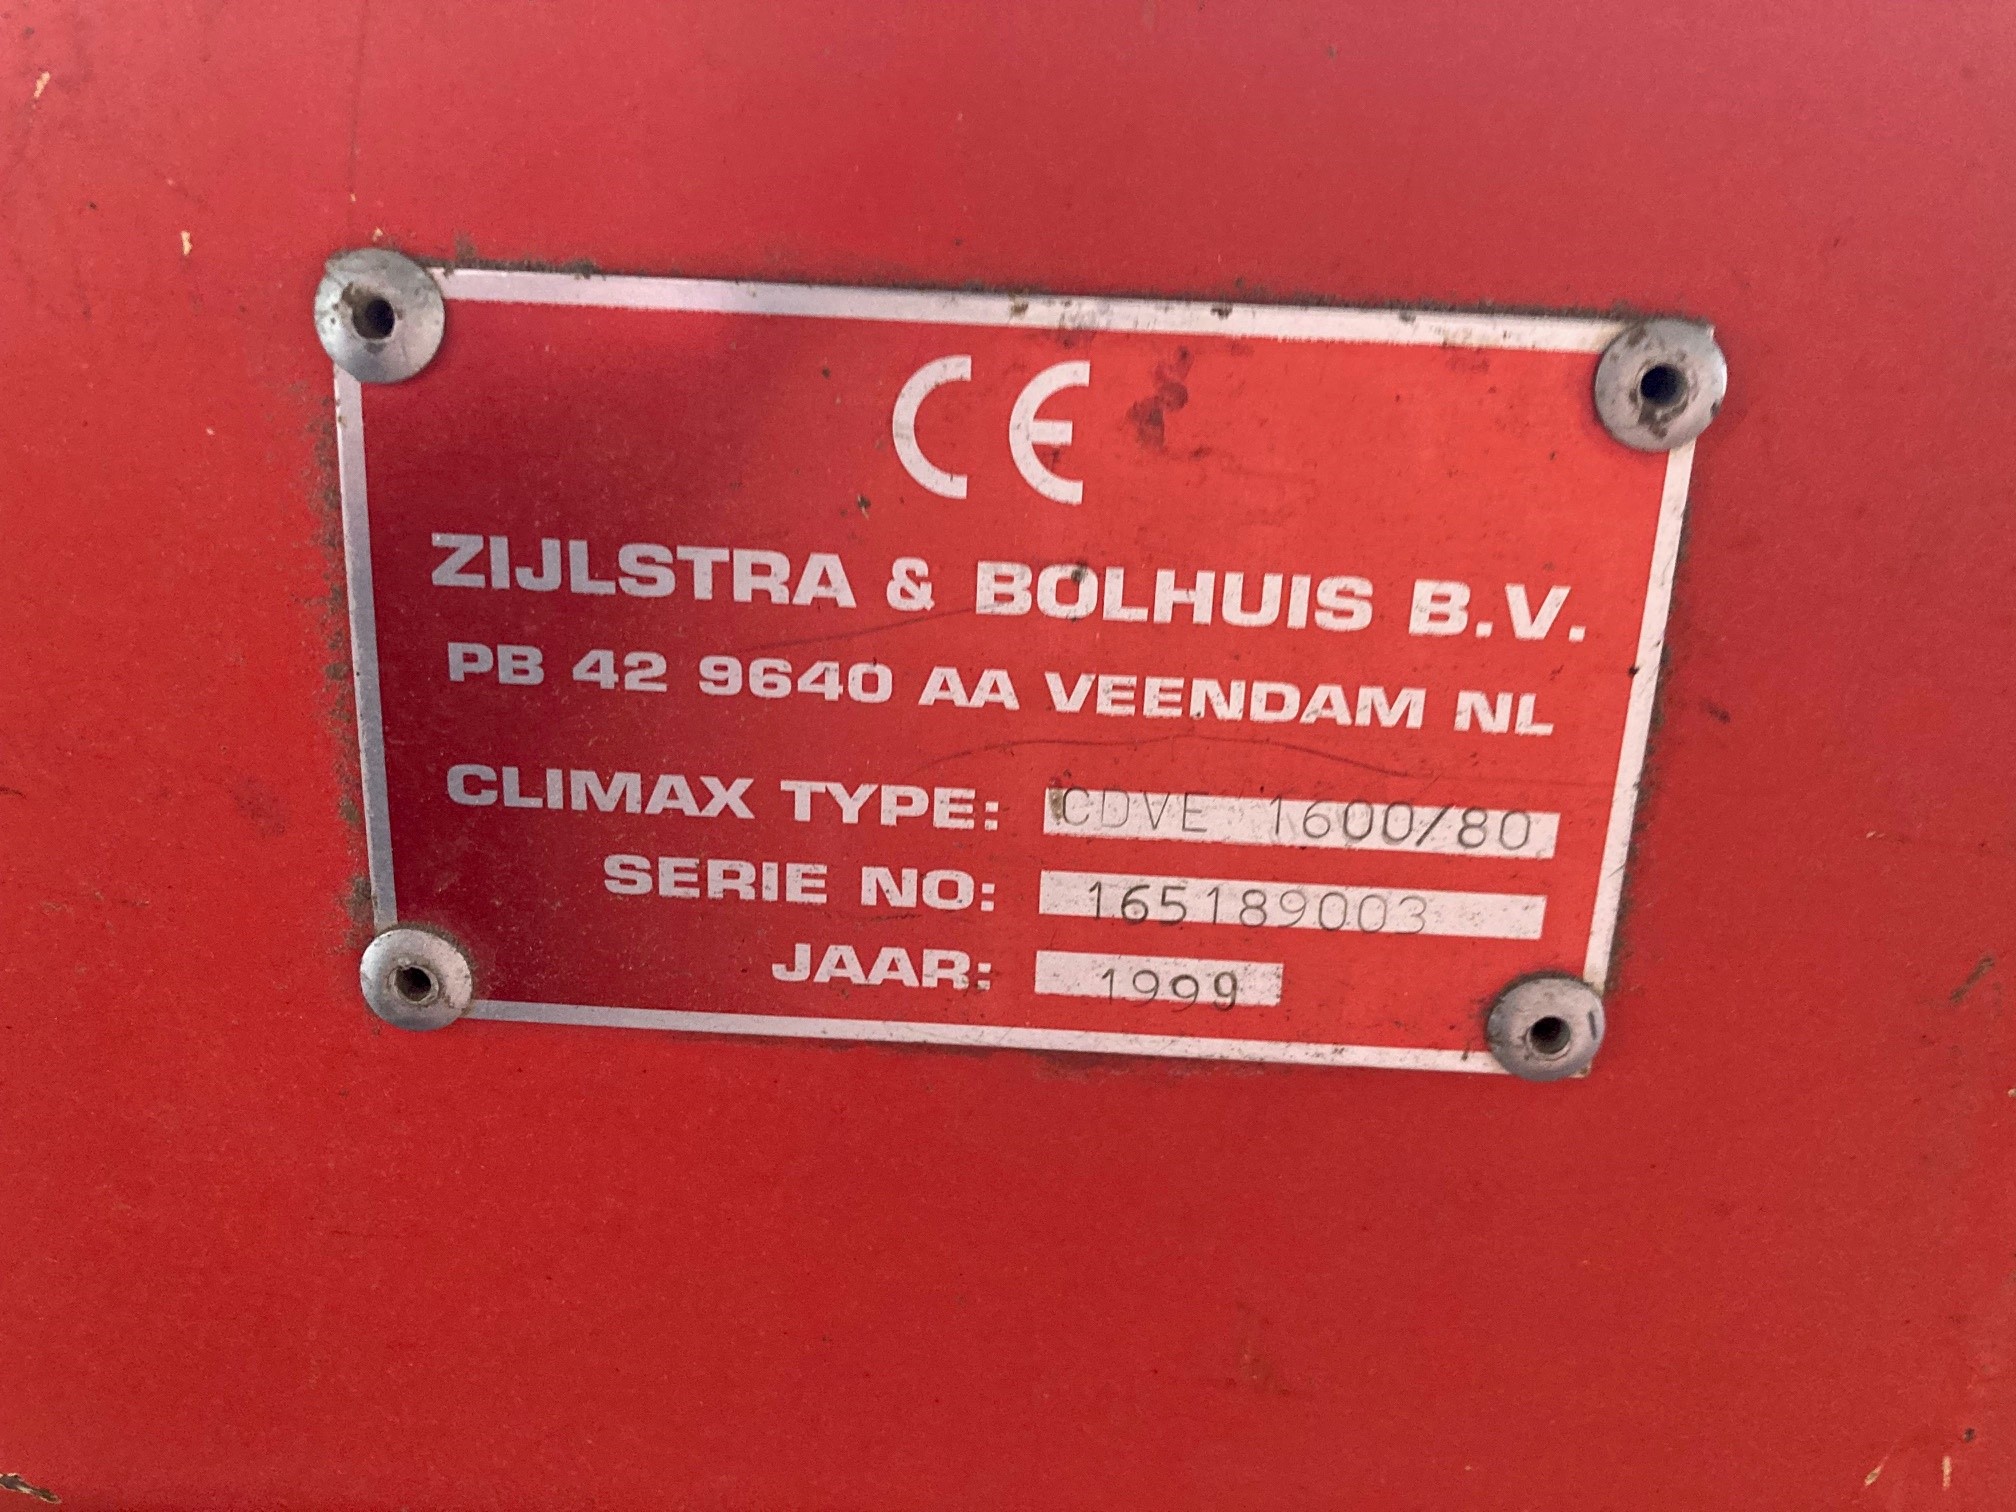 CE
ZIJLSTRA & BOLHUIS B.V.
PB 42 9640 AA VEENDAM NL
CLIMAX TYPE: CDVE 1600/80
SERIE NO: 165189003
JAAR: 1999